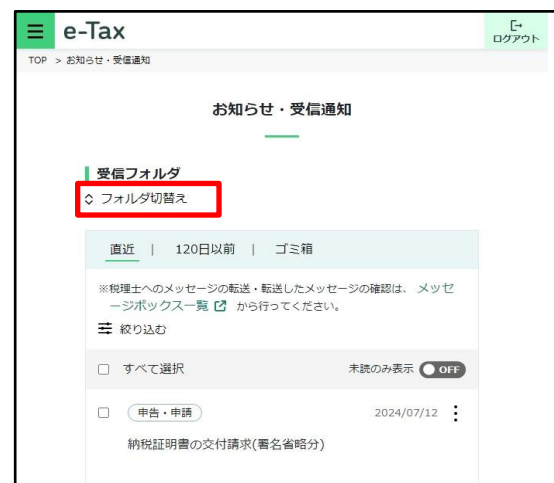 e-Tax
ログアウト
TOP > お知らせ・受信通知
お知らせ・受信通知
受信フォルダ
フォルダ切替え
直近 | 120日以前 | ゴミ箱
※税理士へのメッセージの転送・転送したメッセージの確認は、 メッセ
ージボックス一覧 から行ってください。
絞り込む
すべて選択 未読のみ表示 OFF
申告・申請 2024/07/12
納税証明書の交付請求(署名省略分)